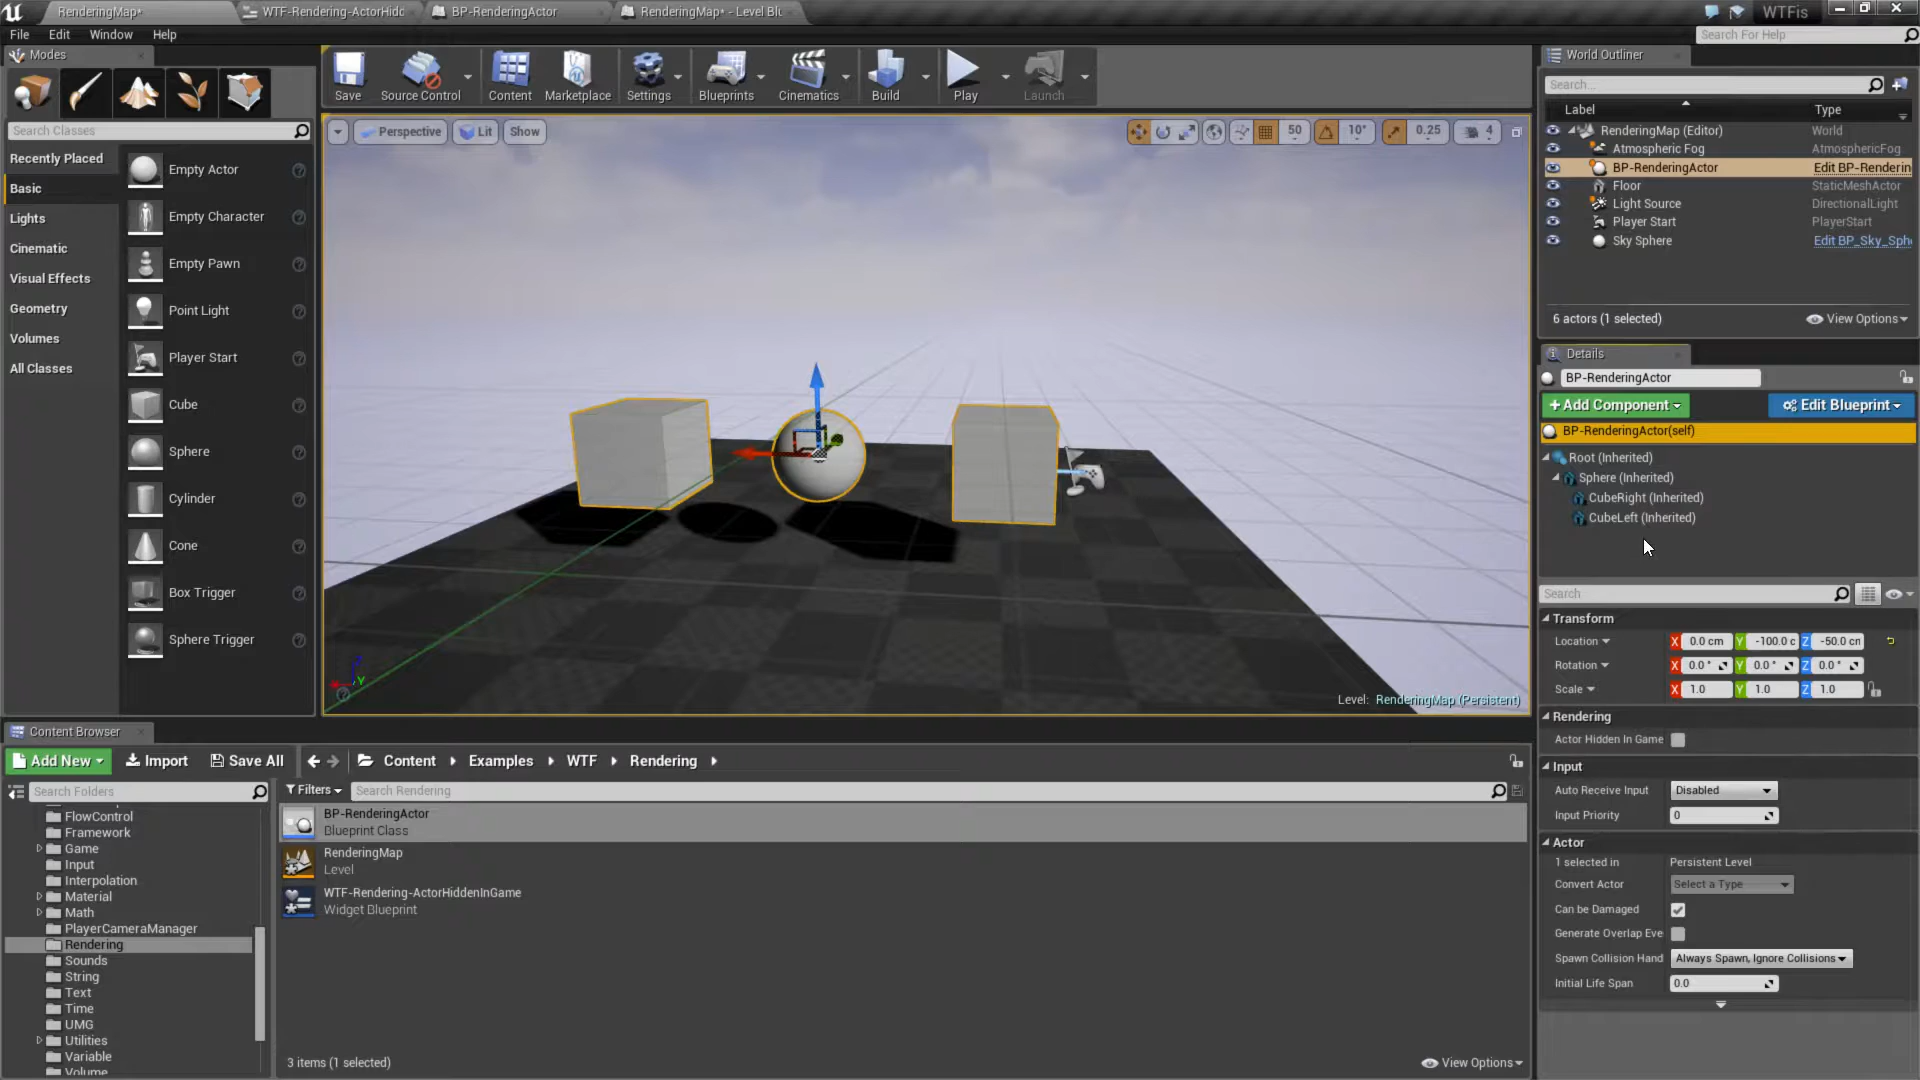 RenderingMap*
WTF-Rendering-ActorHidd
BP-RenderingActor
RenderingMap* - Level Blu
WTFis
File Edit Window Help
Search For Help
Modes
Search Classes
Recently Placed
Basic
Lights
Cinematic
Visual Effects
Geometry
Volumes
All Classes
Empty Actor
Empty Character
Empty Pawn
Point Light
Player Start
Cube
Sphere
Cylinder
Cone
Box Trigger
Sphere Trigger
Save
Source Control
Content
Marketplace
Settings
Blueprints
Cinematics
Build
Play
Launch
Perspective
Lit
Show
50
10°
0.25
4
Level: RenderingMap (Persistent)
World Outliner
Search...
Label Type
RenderingMap (Editor) World
Atmospheric Fog AtmosphericFog
BP-RenderingActor Edit BP-Renderin
Floor StaticMeshActor
Light Source DirectionalLight
Player Start PlayerStart
Sky Sphere Edit BP_Sky_Sph
6 actors (1 selected)
View Options
Details
BP-RenderingActor
+Add Component
Edit Blueprint
BP-RenderingActor(self)
Root (Inherited)
Sphere (Inherited)
CubeRight (Inherited)
CubeLeft (Inherited)
Search
Transform
Location X 0.0 cm Y -100.0 c Z -50.0 cm
Rotation X 0.0 ° Y 0.0 ° Z 0.0 °
Scale X 1.0 Y 1.0 Z 1.0
Rendering
Actor Hidden In Game
Input
Auto Receive Input Disabled
Input Priority 0
Actor
1 selected in Persistent Level
Convert Actor Select a Type
Can be Damaged
Generate Overlap Eve
Spawn Collision Hand Always Spawn, Ignore Collisions
Initial Life Span 0.0
Content Browser
Add New
Import
Save All
Content
Examples
WTF
Rendering
Search Folders
Filters
Search Rendering
FlowControl
Framework
Game
Input
Interpolation
Material
Math
PlayerCameraManager
Rendering
Sounds
String
Text
Time
UMG
Utilities
Variable
Volume
BP-RenderingActor
Blueprint Class
RenderingMap
Level
WTF-Rendering-ActorHiddenInGame
Widget Blueprint
3 items (1 selected)
View Options